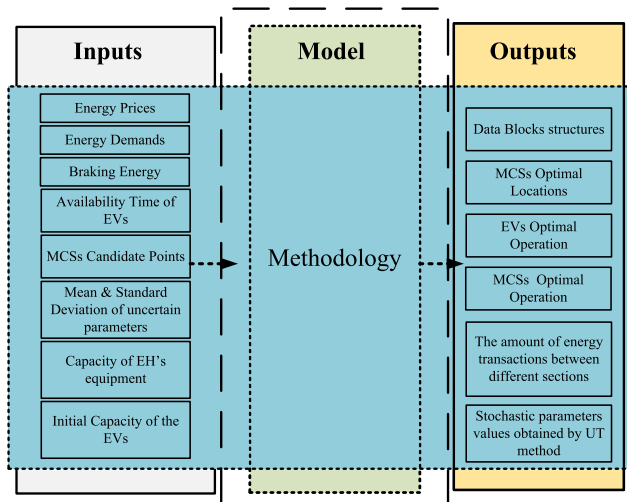 Inputs
Model
Outputs
Energy Prices
Energy Demands
Braking Energy
Availability Time of
EVs
MCSs Candidate Points
Mean & Standard
Deviation of uncertain
parameters
Capacity of EH's
equipment
Initial Capacity of the
EVs
Methodology
Data Blocks structures
MCSs Optimal
Locations
EVs Optimal
Operation
MCSs Optimal
Operation
The amount of energy
transactions between
different sections
Stochastic parameters
values obtained by UT
method